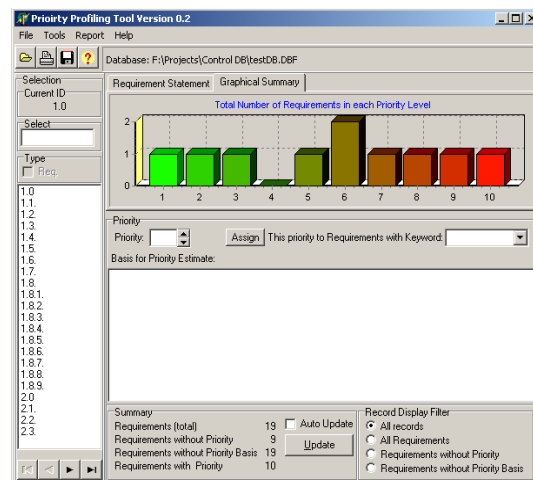 Prioirty Profiling Tool Version 0.2
File Tools Report Help
Database: F:\Projects\Control DB\testDB.DBF
Selection
Current ID
1.0
Select
Type
Req.
1.0
1.1.
1.2.
1.3.
1.4.
1.5.
1.6.
1.7.
1.8.
1.8.1.
1.8.2.
1.8.3.
1.8.4.
1.8.5.
1.8.6.
1.8.7.
1.8.8.
1.8.9.
2.0
2.1.
2.2.
2.3.
Requirement Statement Graphical Summary
Total Number of Requirements in each Priority Level
2
1
0
1 2 3 4 5 6 7 8 9 10
Priority
Priority: Assign This priority to Requirements with Keyword:
Basis for Priority Estimate:
Summary
Requirements (total) 19
Requirements without Priority 9
Requirements without Priority Basis 19
Requirements with Priority 10
Auto Update
Update
Record Display Filter
All records
All Requirements
Requirements without Priority
Requirements without Priority Basis